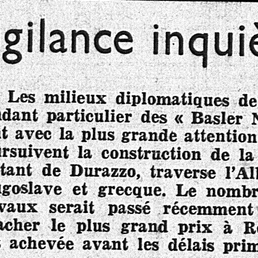 gilance inquiè
Les milieux diplomatiques de
ndant particulier des « Basler N
t avec la plus grande attention
rsuivent la construction de la
tant de Durazzo, traverse l'All
goslave et grecque. Le nomb
vaux serait passé récemment
acher le plus grand prix à R
s achevée avant les délais prim